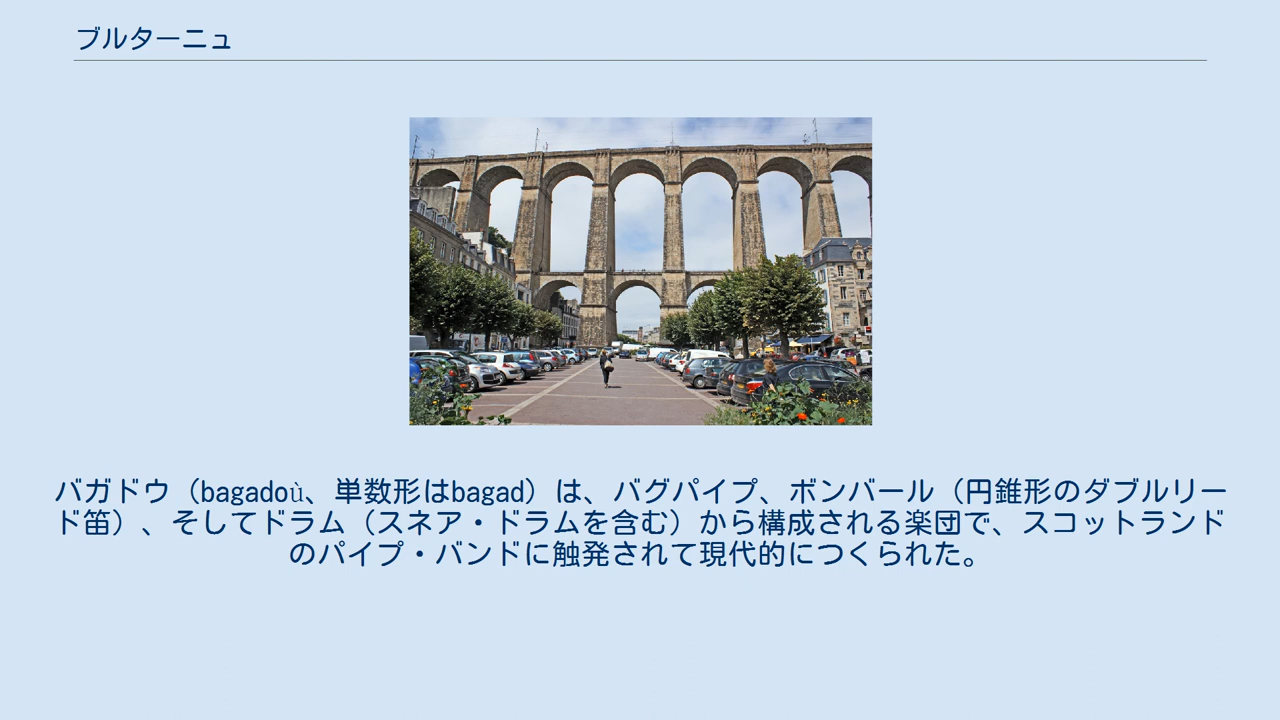 ブルターニュ
バガドウ（bagadoù、単数形はbagad）は、バグパイプ、ボンバール（円錐形のダブルリー
ド笛）、そしてドラム（スネア・ドラムを含む）から構成される楽団で、スコットランド
のパイプ・バンドに触発されて現代的につくられた。